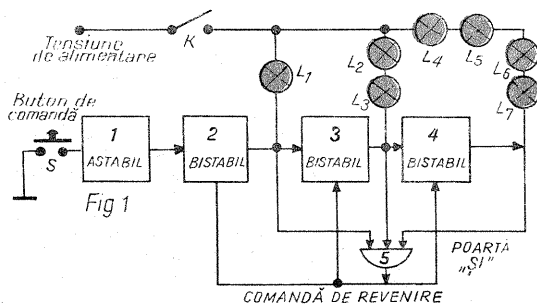 Tensiune
de alimentare
K
L1
L2
L3
L4
L5
L6
L7
Buton de
comandă
S
1
ASTABIL
2
BISTABIL
3
BISTABIL
4
BISTABIL
Fig 1
5
POARTĂ
„ȘI”
COMANDĂ DE REVENIRE